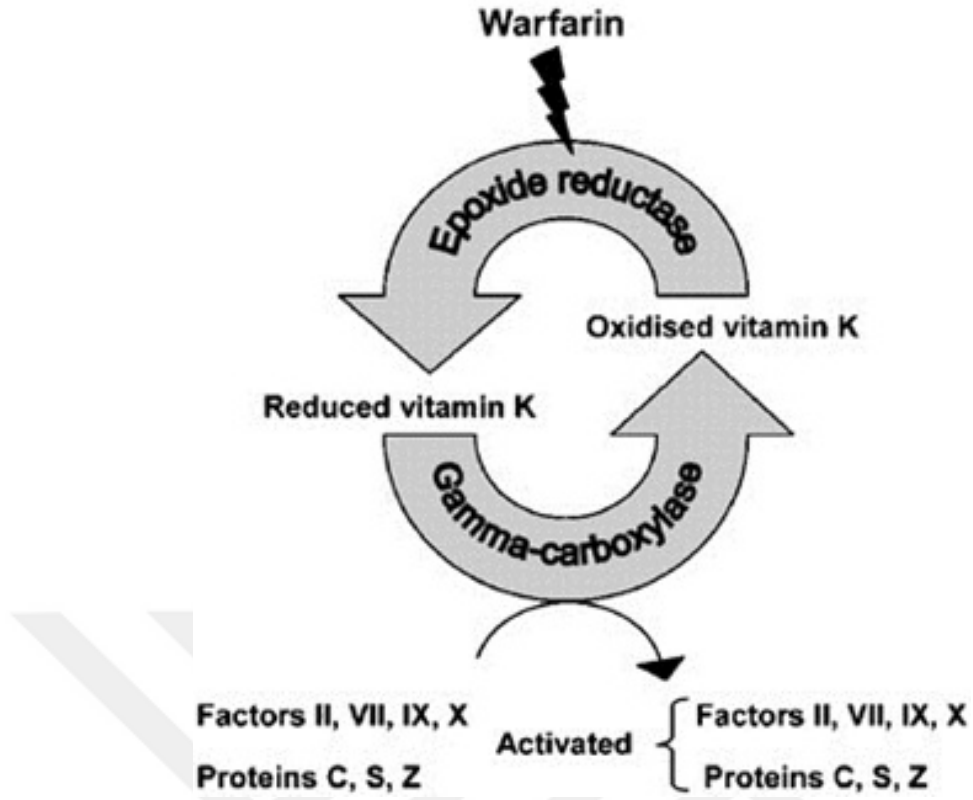 Warfarin
Epoxide reductase
Oxidised vitamin K
Reduced vitamin K
Gamma-carboxylase
Factors II, VII, IX, X
Proteins C, S, Z
Activated
Factors II, VII, IX, X
Proteins C, S, Z